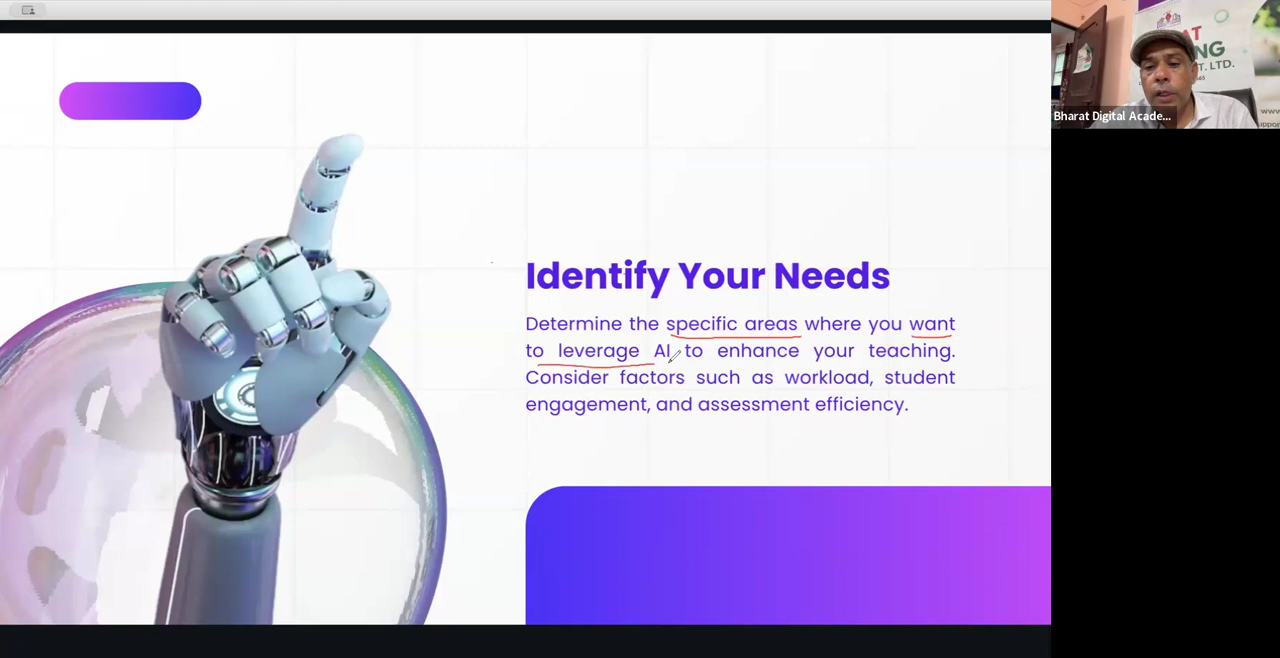 Identify Your Needs
Determine the specific areas where you want
to leverage AI to enhance your teaching.
Consider factors such as workload, student
engagement, and assessment efficiency.
T. LTD.
Bharat Digital Acade...